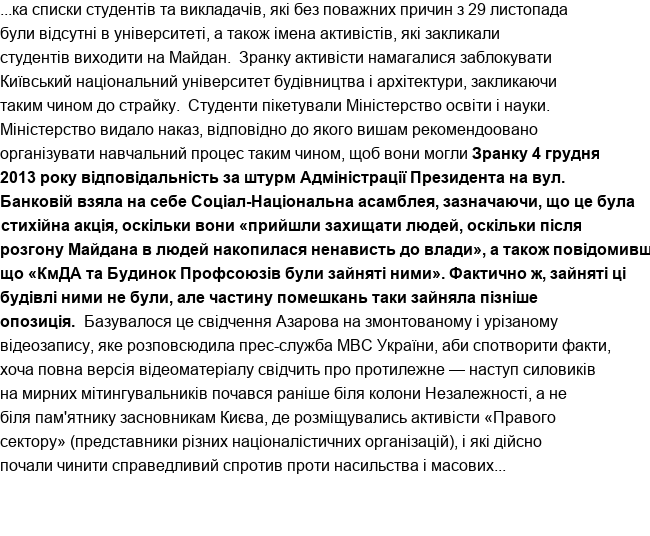 ...ка списки студентів та викладачів, які без поважних причин з 29 листопада
були відсутні в університеті, а також імена активістів, які закликали
студентів виходити на Майдан. Зранку активісти намагалися заблокувати
Київський національний університет будівництва і архітектури, закликаючи
таким чином до страйку. Студенти пікетували Міністерство освіти і науки.
Міністерство видало наказ, відповідно до якого вишам рекомендоовано
організувати навчальний процес таким чином, щоб вони могли Зранку 4 грудня
2013 року відповідальність за штурм Адміністрації Президента на вул.
Банковій взяла на себе Соціал-Національна асамблея, зазначаючи, що це була
стихійна акція, оскільки вони «прийшли захищати людей, оскільки після
розгону Майдана в людей накопилася ненависть до влади», а також повідомивш
що «КмДА та Будинок Профсоюзів були зайняті ними». Фактично ж, зайняті ці
будівлі ними не були, але частину помешкань таки зайняла пізніше
опозиція. Базувалося це свідчення Азарова на змонтованому і урізаному
відеозапису, яке розповсюдила прес-служба МВС України, аби спотворити факти,
хоча повна версія відеоматеріалу свідчить про протилежне — наступ силовиків
на мирних мітингувальників почався раніше біля колони Незалежності, а не
біля пам'ятнику засновникам Києва, де розміщувались активісти «Правого
сектору» (представники різних націоналістичних організацій), і які дійсно
почали чинити справедливий спротив проти насильства і масових...